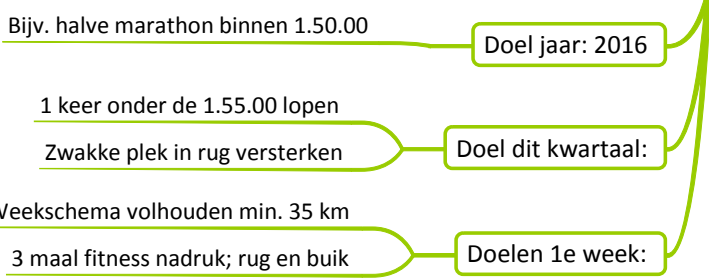 Bijv. halve marathon binnen 1.50.00
Doel jaar: 2016
1 keer onder de 1.55.00 lopen
Zwakke plek in rug versterken
Doel dit kwartaal:
Weekschema volhouden min. 35 km
3 maal fitness nadruk; rug en buik
Doelen 1e week: